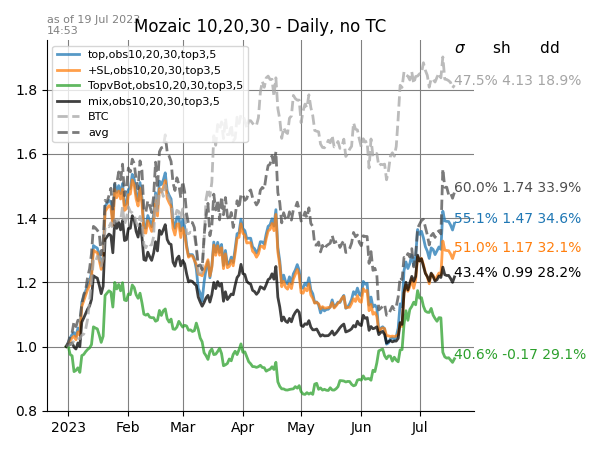 as of 19 Jul 2023
14:53
Mozaic 10,20,30 - Daily, no TC
σ sh dd
top,obs10,20,30,top3,5
+SL,obs10,20,30,top3,5
TopvBot,obs10,20,30,top3,5
mix,obs10,20,30,top3,5
BTC
avg
47.5% 4.13 18.9%
60.0% 1.74 33.9%
55.1% 1.47 34.6%
51.0% 1.17 32.1%
43.4% 0.99 28.2%
40.6% -0.17 29.1%
1.8
1.6
1.4
1.2
1.0
0.8
2023 Feb Mar Apr May Jun Jul